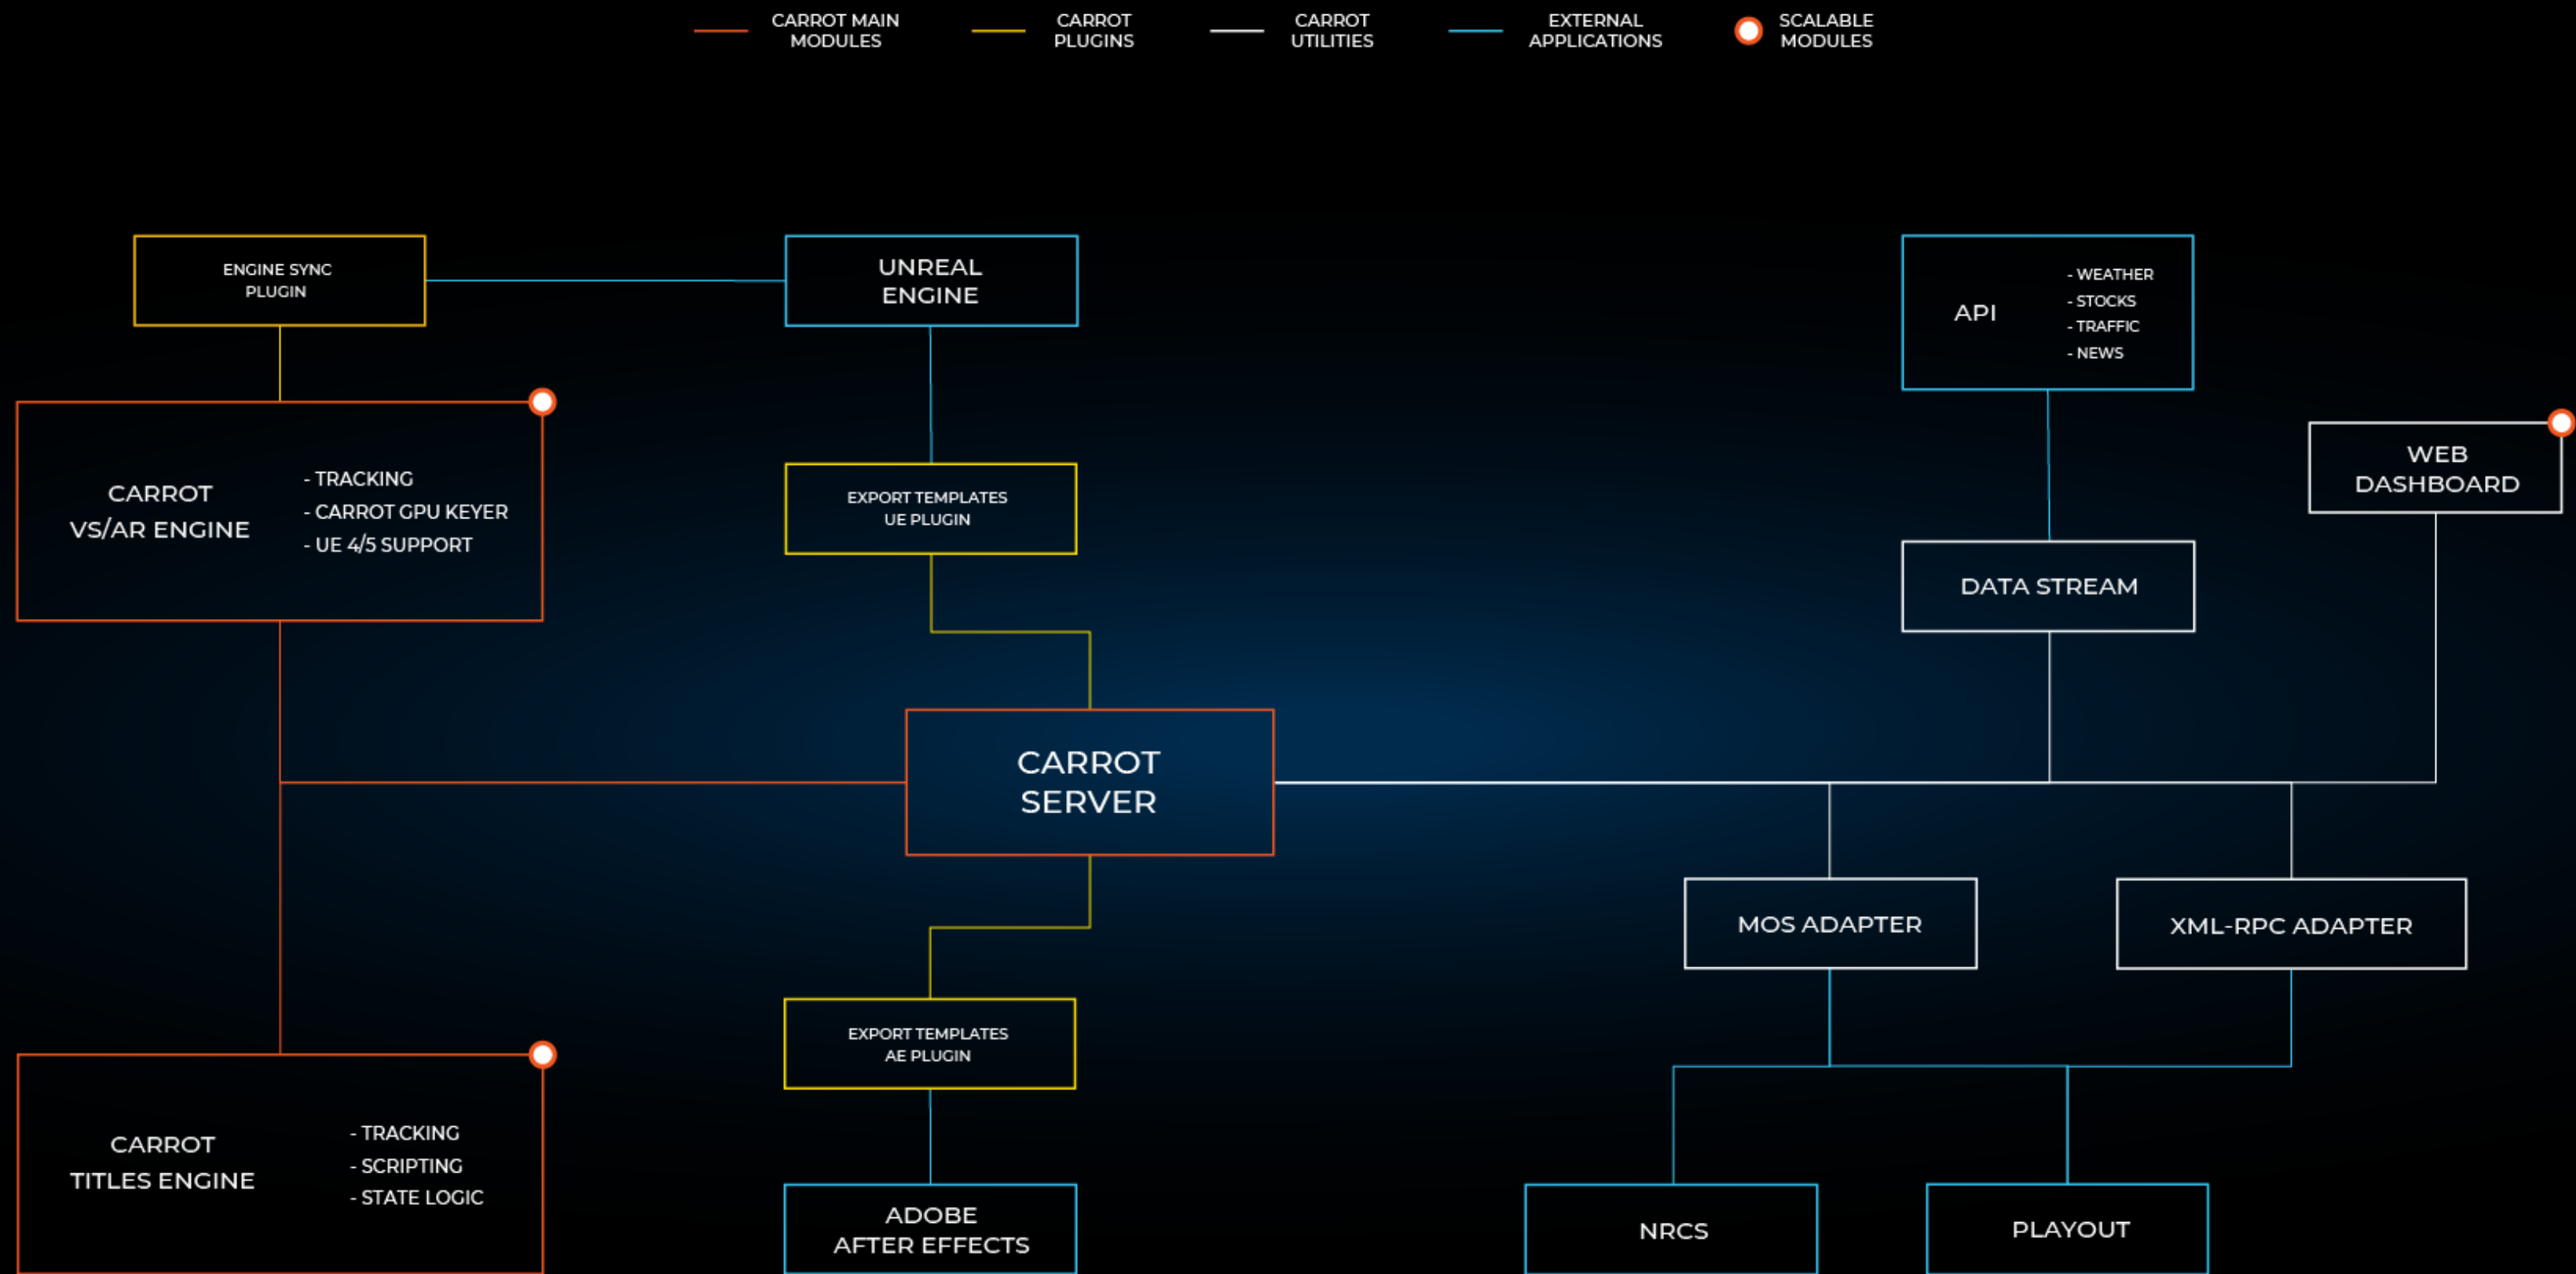 CARROT MAIN
MODULES
CARROT
PLUGINS
CARROT
UTILITIES
EXTERNAL
APPLICATIONS
SCALABLE
MODULES
ENGINE SYNC
PLUGIN
UNREAL
ENGINE
API
- WEATHER
- STOCKS
- TRAFFIC
- NEWS
CARROT
VS/AR ENGINE
- TRACKING
- CARROT GPU KEYER
- UE 4/5 SUPPORT
EXPORT TEMPLATES
UE PLUGIN
WEB
DASHBOARD
DATA STREAM
CARROT
SERVER
MOS ADAPTER
XML-RPC ADAPTER
EXPORT TEMPLATES
AE PLUGIN
CARROT
TITLES ENGINE
- TRACKING
- SCRIPTING
- STATE LOGIC
ADOBE
AFTER EFFECTS
NRCS
PLAYOUT